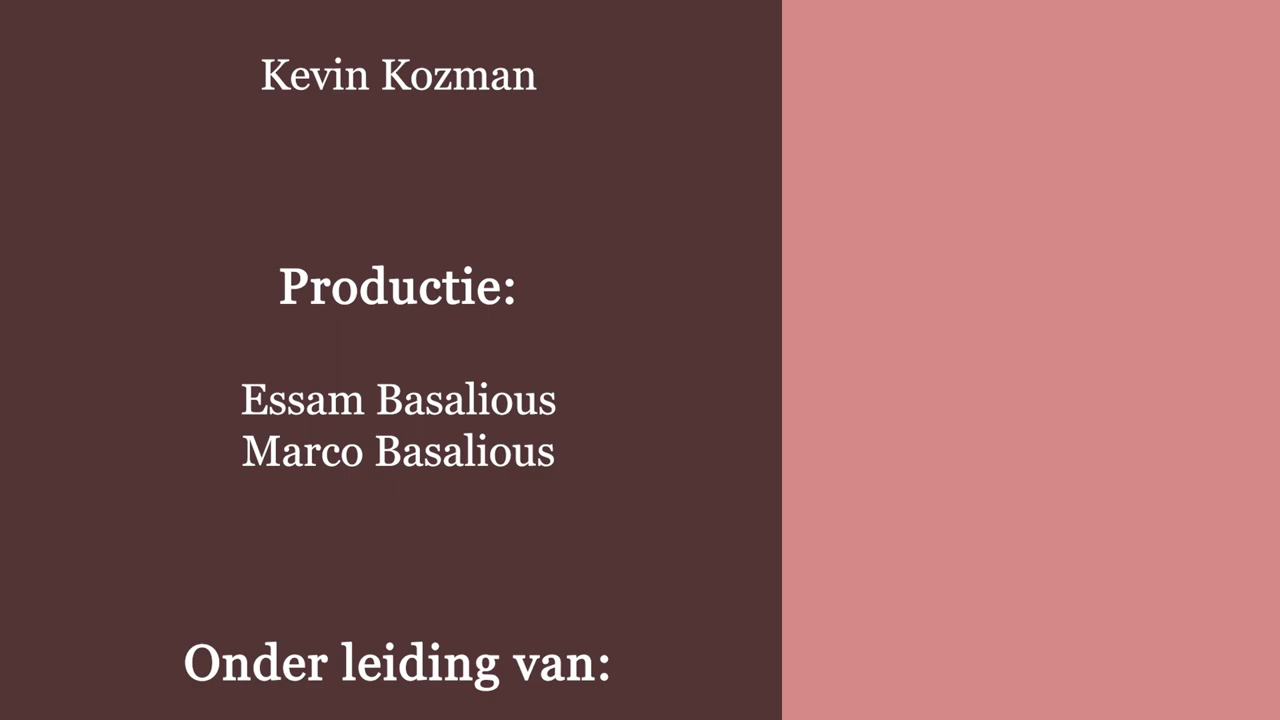 Kevin Kozman
Productie:
Essam Basalious
Marco Basalious
Onder leiding van: